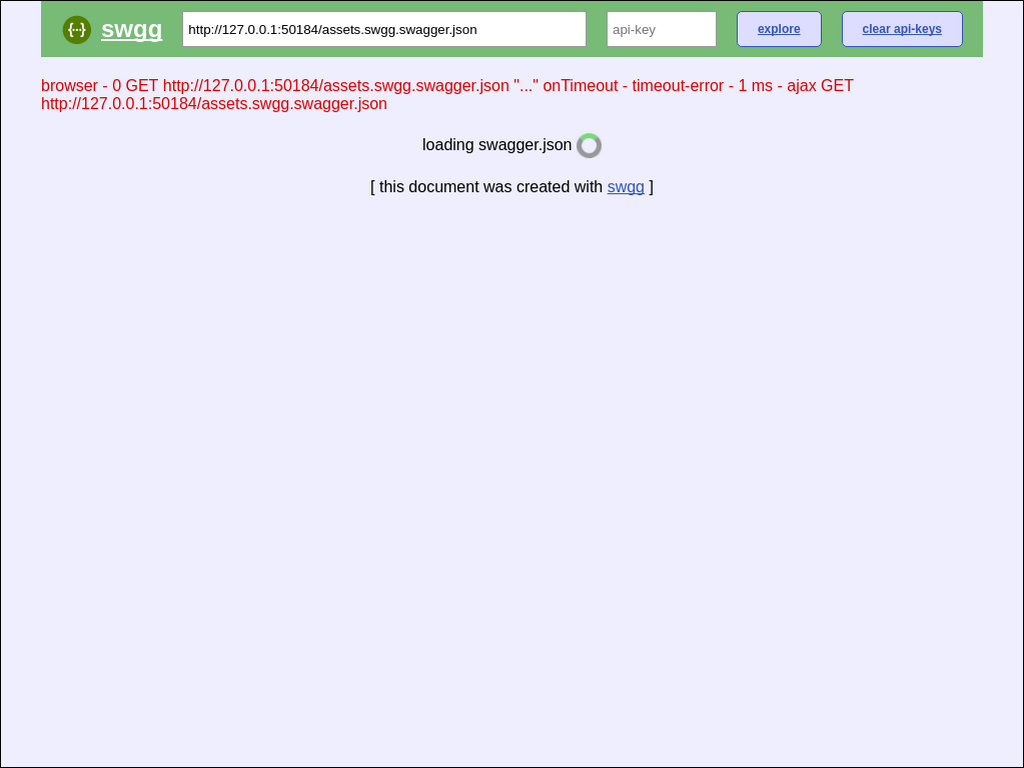 {···} swgg http://127.0.0.1:50184/assets.swgg.swagger.json api-key explore clear api-keys
browser - 0 GET http://127.0.0.1:50184/assets.swgg.swagger.json "..." onTimeout - timeout-error - 1 ms - ajax GET
http://127.0.0.1:50184/assets.swgg.swagger.json
loading swagger.json
[ this document was created with swgg ]